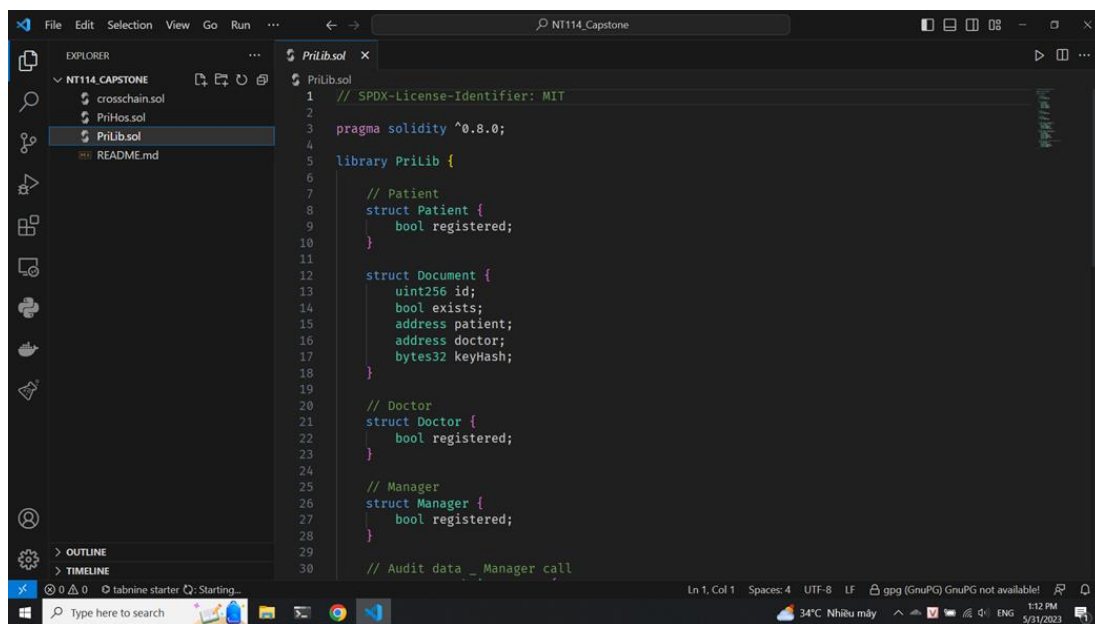 File Edit Selection View Go Run ···
NT114_Capstone
EXPLORER
NT114_CAPSTONE
crosschain.sol
PriHos.sol
PriLib.sol
README.md
OUTLINE
TIMELINE
PriLib.sol
PriLib.sol
1 // SPDX-License-Identifier: MIT
2
3 pragma solidity ^0.8.0;
4
5 library PriLib {
6
7 // Patient
8 struct Patient {
9 bool registered;
10 }
11
12 struct Document {
13 uint256 id;
14 bool exists;
15 address patient;
16 address doctor;
17 bytes32 keyHash;
18 }
19
20 // Doctor
21 struct Doctor {
22 bool registered;
23 }
24
25 // Manager
26 struct Manager {
27 bool registered;
28 }
29
30 // Audit data _ Manager call
0 0 0 tabnine starter : Starting... Ln 1, Col 1 Spaces: 4 UTF-8 LF gpg (GnuPG) GnuPG not available!
Type here to search 34°C Nhiều mây ENG 1:12 PM
5/31/2023